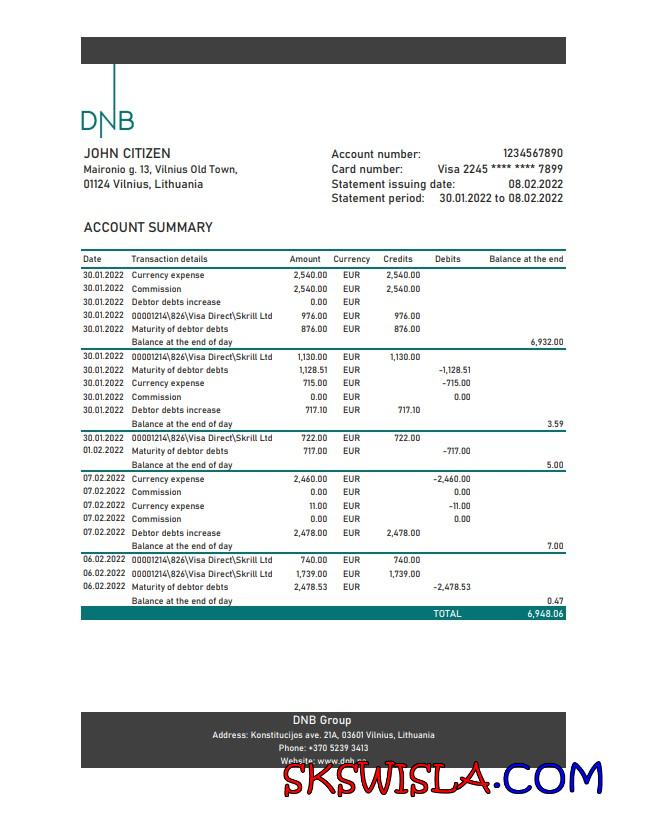 DNB
JOHN CITIZEN
Maironio g. 13, Vilnius Old Town,
01124 Vilnius, Lithuania
Account number: 1234567890
Card number: Visa 2245 **** **** 7899
Statement issuing date: 08.02.2022
Statement period: 30.01.2022 to 08.02.2022
ACCOUNT SUMMARY
Date Transaction details Amount Currency Credits Debits Balance at the end
30.01.2022 Currency expense 2,540.00 EUR 2,540.00
30.01.2022 Commission 2,540.00 EUR 2,540.00
30.01.2022 Debtor debts increase 0.00 EUR
30.01.2022 00001214\826\Visa Direct\Skrill Ltd 976.00 EUR 976.00
30.01.2022 Maturity of debtor debts 876.00 EUR 876.00
Balance at the end of day 6,932.00
30.01.2022 00001214\826\Visa Direct\Skrill Ltd 1,130.00 EUR 1,130.00
30.01.2022 Maturity of debtor debts 1,128.51 EUR -1,128.51
30.01.2022 Currency expense 715.00 EUR -715.00
30.01.2022 Commission 0.00 EUR 0.00
30.01.2022 Debtor debts increase 717.10 EUR 717.10
Balance at the end of day 3.59
30.01.2022 00001214\826\Visa Direct\Skrill Ltd 722.00 EUR 722.00
01.02.2022 Maturity of debtor debts 717.00 EUR -717.00
Balance at the end of day 5.00
07.02.2022 Currency expense 2,460.00 EUR -2,460.00
07.02.2022 Commission 0.00 EUR 0.00
07.02.2022 Currency expense 11.00 EUR -11.00
07.02.2022 Commission 0.00 EUR 0.00
07.02.2022 Debtor debts increase 2,478.00 EUR 2,478.00
Balance at the end of day 7.00
06.02.2022 00001214\826\Visa Direct\Skrill Ltd 740.00 EUR 740.00
06.02.2022 00001214\826\Visa Direct\Skrill Ltd 1,739.00 EUR 1,739.00
06.02.2022 Maturity of debtor debts 2,478.53 EUR -2,478.53
Balance at the end of day 0.47
TOTAL 6,948.06
DNB Group
Address: Konstitucijos ave. 21A, 03601 Vilnius, Lithuania
Phone: +370 5239 3413
Website:
SKSWISLA.COM